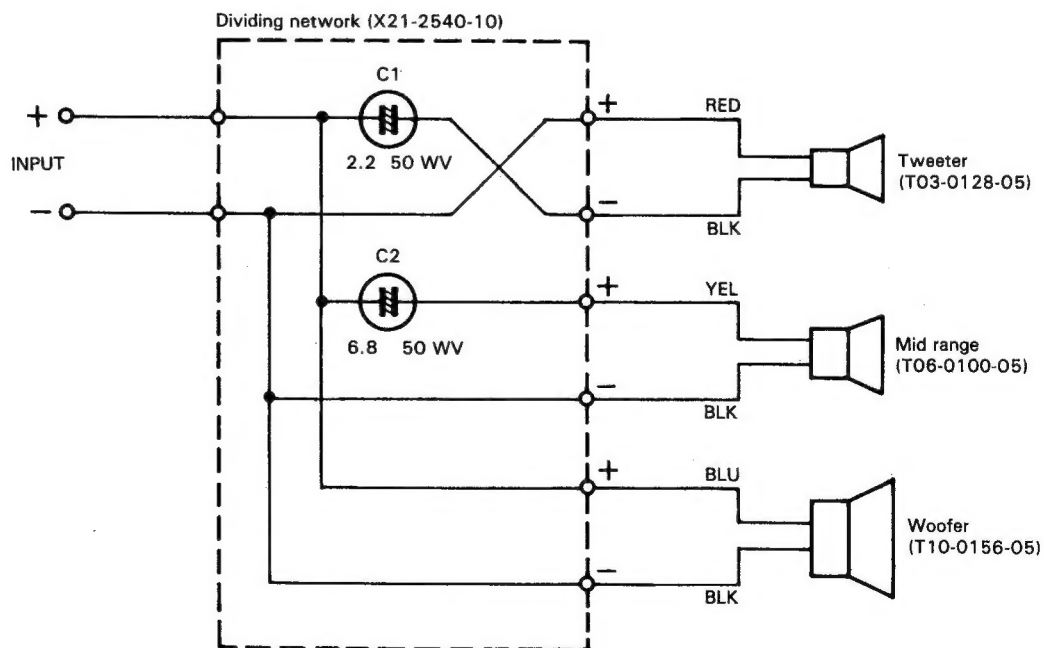 Dividing network (X21-2540-10)
C1
+
+
RED
INPUT
2.2 50 WV
Tweeter
(T03-0128-05)
−
−
BLK
C2
+
YEL
6.8 50 WV
Mid range
(T06-0100-05)
−
BLK
+
BLU
Woofer
(T10-0156-05)
−
BLK